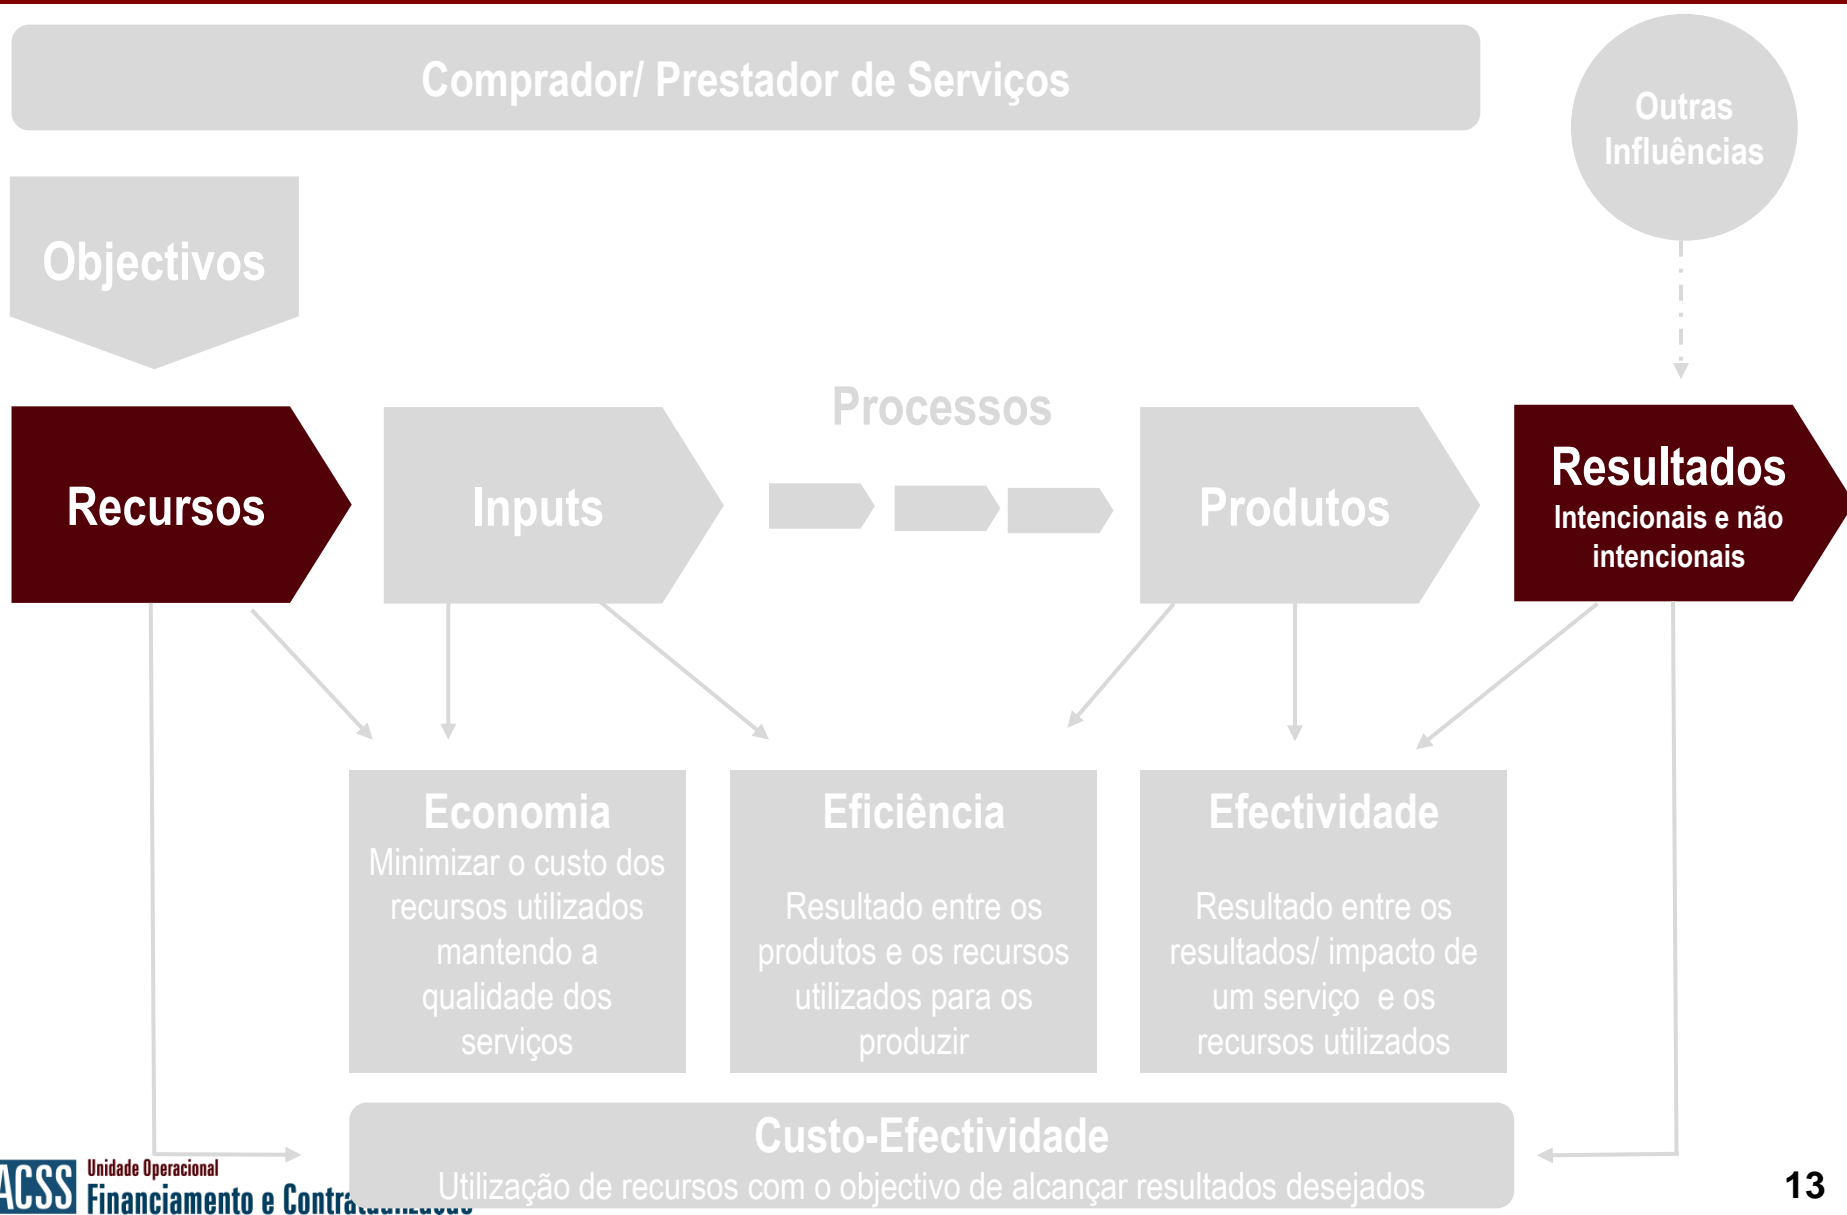 Comprador/ Prestador de Serviços
Outras
Influências
Objectivos
Processos
Recursos
Inputs
Produtos
Resultados
Intencionais e não
intencionais
Economia
Minimizar o custo dos
recursos utilizados
mantendo a
qualidade dos
serviços
Eficiência
Resultado entre os
produtos e os recursos
utilizados para os
produzir
Efectividade
Resultado entre os
resultados/ impacto de
um serviço e os
recursos utilizados
Custo-Efectividade
Utilização de recursos com o objectivo de alcançar resultados desejados
ACSS
Unidade Operacional
Financiamento e Contratualização
13